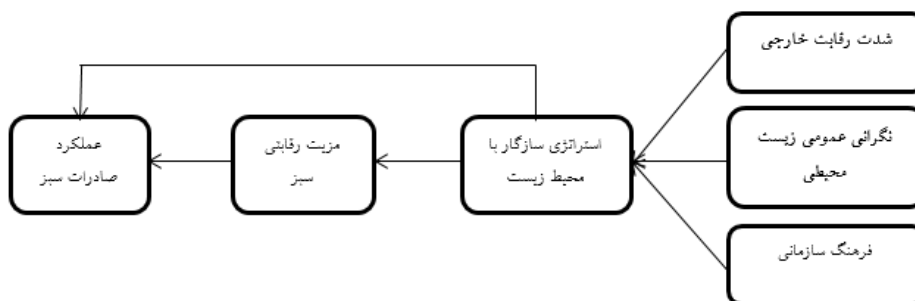 شدت رقابت خارجی
نگرانی عمومی زیست
محیطی
فرهنگ سازمانی
استراتژی سازگار با
محیط زیست
مزیت رقابتی
سبز
عملکرد
صادرات سبز